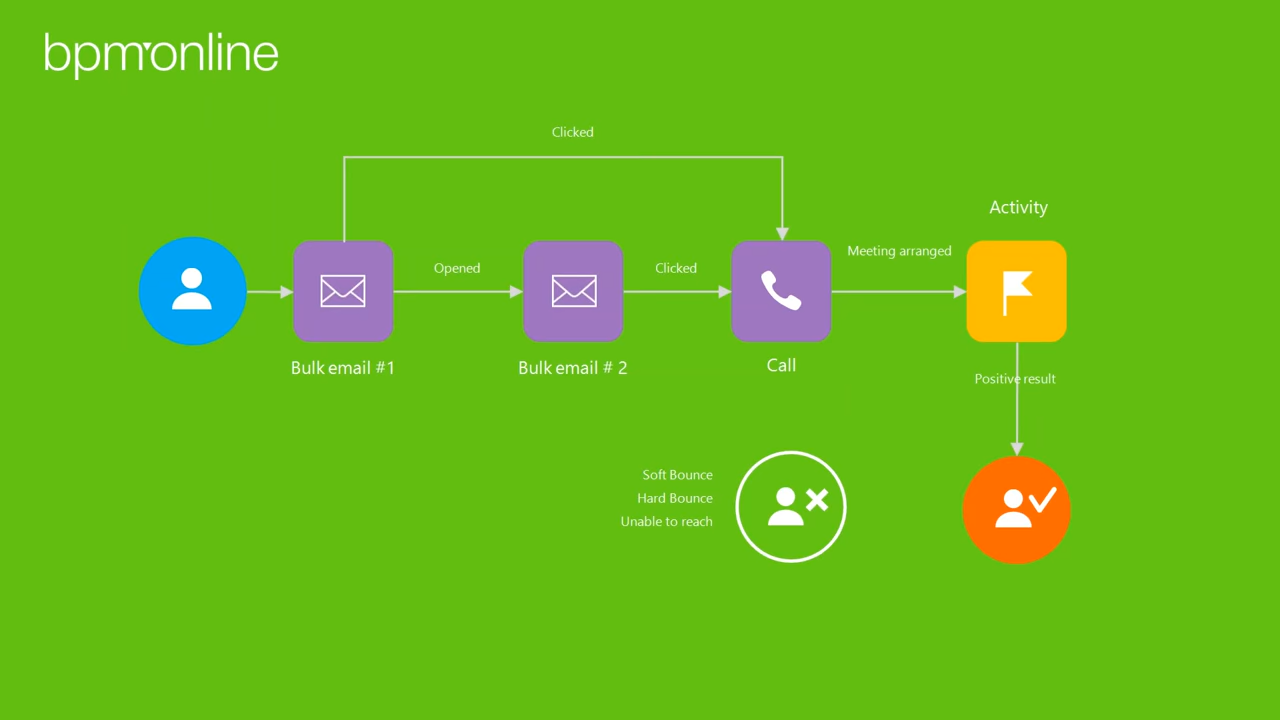 bpm'online
Clicked
Activity
Meeting arranged
Opened
Clicked
Bulk email #1
Bulk email # 2
Call
Positive result
Soft Bounce
Hard Bounce
Unable to reach